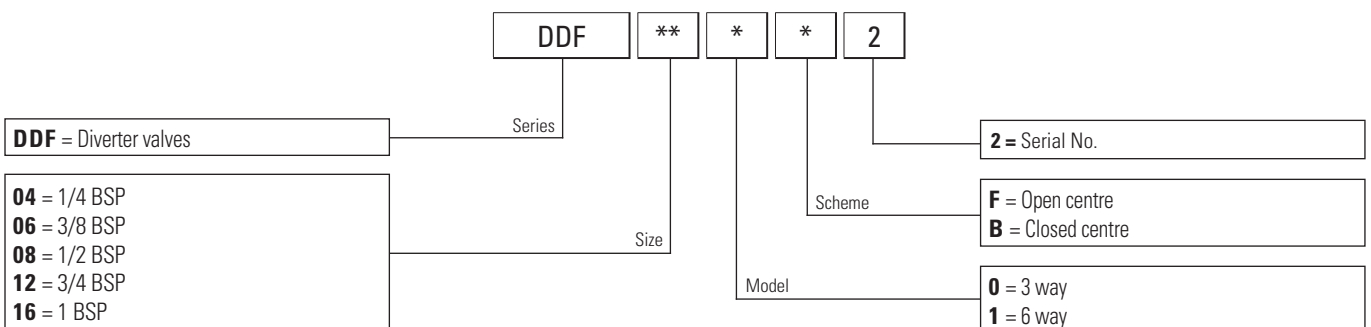 DDF ** * * 2
Series
DDF = Diverter valves
2 = Serial No.
04 = 1/4 BSP
06 = 3/8 BSP
08 = 1/2 BSP
12 = 3/4 BSP
16 = 1 BSP
Size
Scheme
F = Open centre
B = Closed centre
Model
0 = 3 way
1 = 6 way